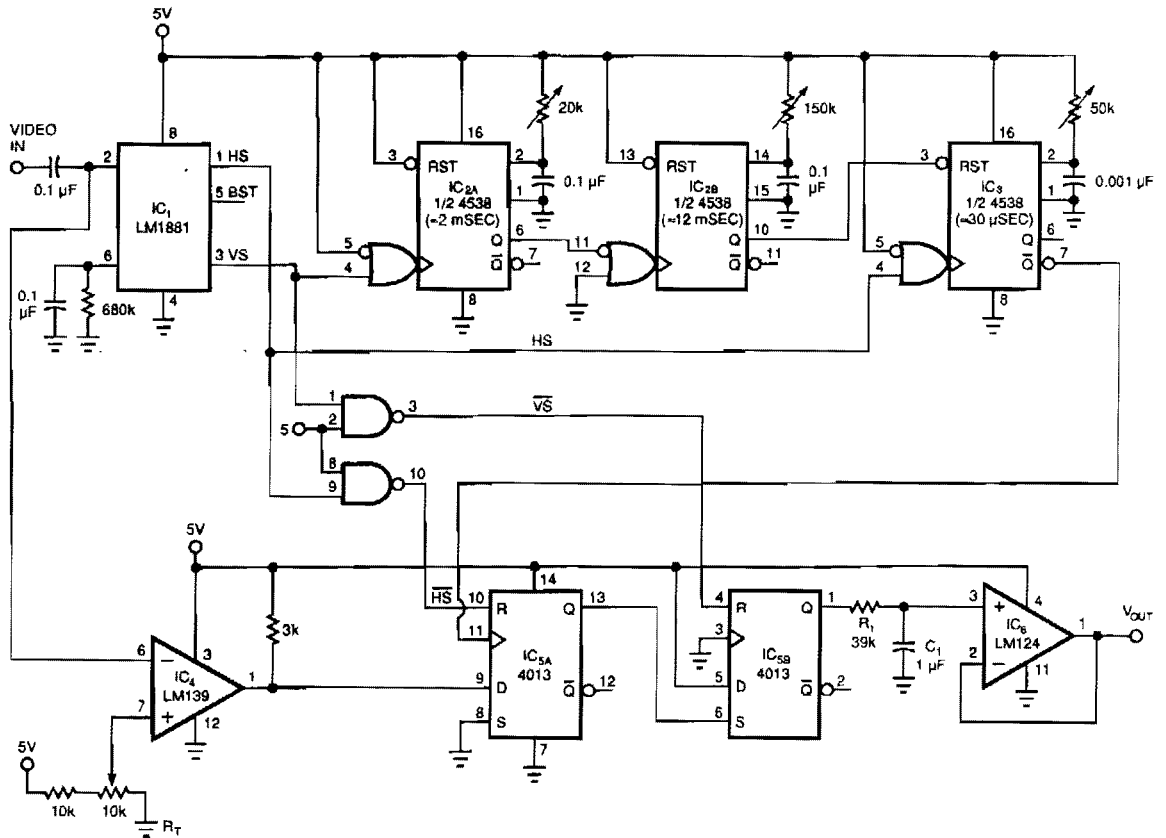 5V
VIDEO IN
0.1 µF
2
8
1 HS
5 BST
3 VS
6
4
IC1
LM1881
0.1 µF
680k
3
RST
16
2
1
IC2A
1/2 4538
(≈2 mSEC)
5
4
Q 6
Q̅ 7
8
20k
0.1 µF
13
RST
14
15
IC2B
1/2 4538
(≈12 mSEC)
11
12
Q 10
Q̅ 11
150k
0.1 µF
3
RST
16
2
1
IC3
1/2 4538
(≈30 µSEC)
5
4
Q 6
Q̅ 7
8
50k
0.001 µF
HS
1
2
3
V̅S̅
5
8
9
10
5V
H̅S̅
3k
6
7
3
1
12
IC4
LM139
5V
10k
10k
RT
14
10 R
11
9 D
8 S
Q 13
Q̅ 12
7
IC5A
4013
4 R
3
5 D
6 S
Q 1
Q̅ 2
IC5B
4013
R1
39k
C1
1 µF
3
2
4
1
11
IC6
LM124
VOUT